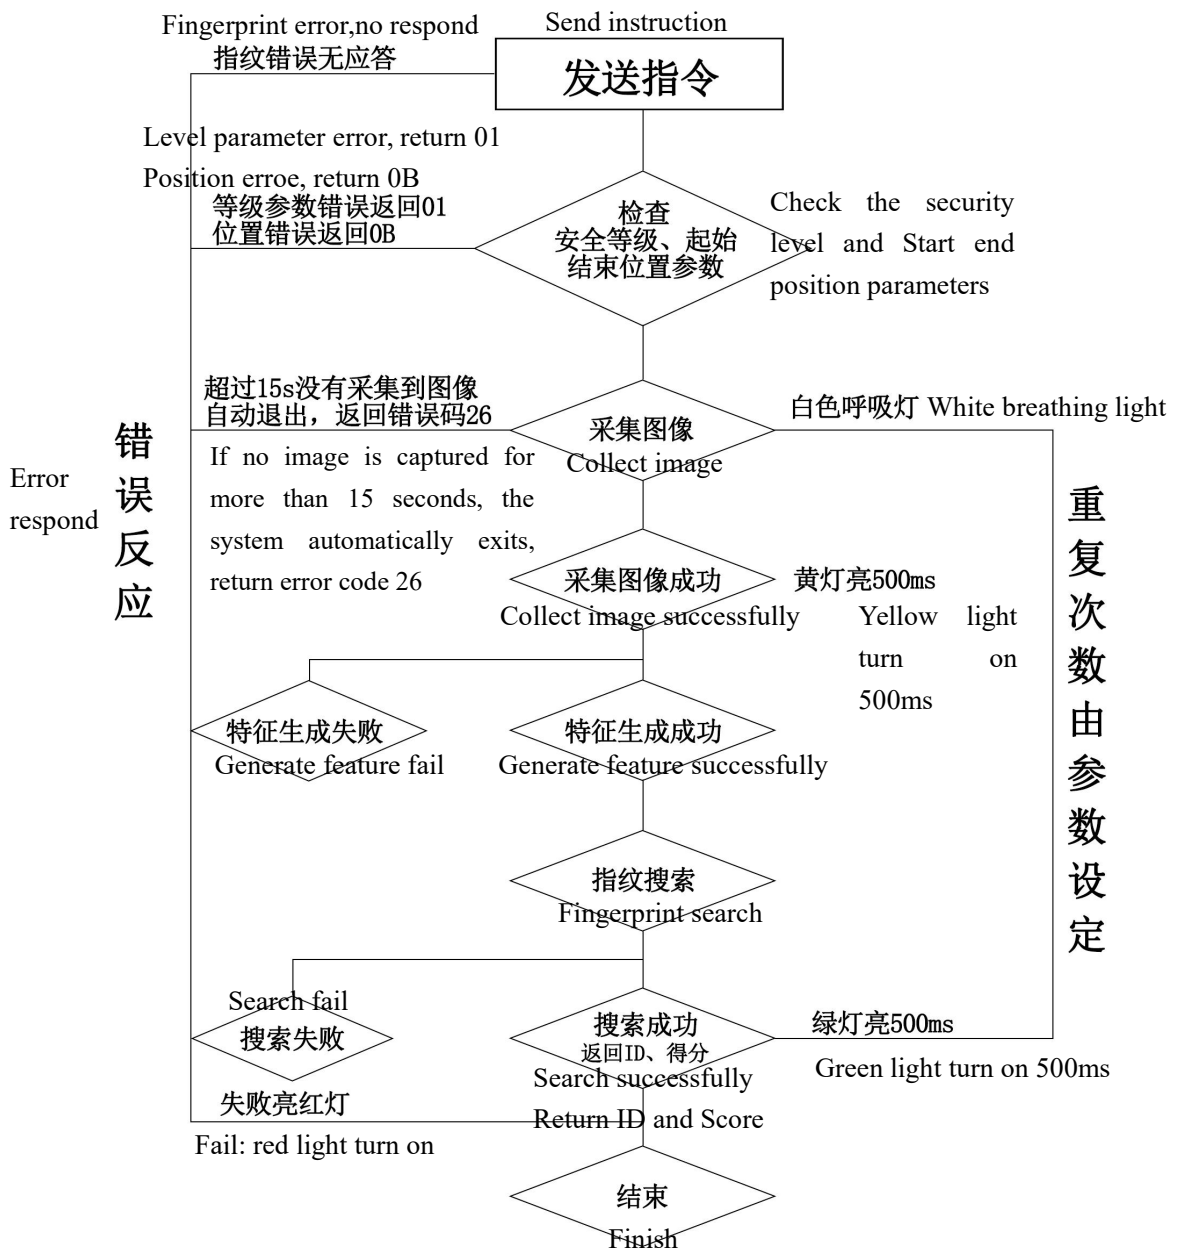 Fingerprint error,no respond
Send instruction
指纹错误无应答
发送指令
Level parameter error, return 01
Position erroe, return 0B
等级参数错误返回01
位置错误返回0B
检查
安全等级、起始
结束位置参数
Check the security
level and Start end
position parameters
超过15s没有采集到图像
自动退出，返回错误码26
If no image is captured for
more than 15 seconds, the
system automatically exits,
return error code 26
采集图像
Collect image
白色呼吸灯 White breathing light
Error
respond
错误反应
采集图像成功
Collect image successfully
黄灯亮500ms
Yellow light
turn on
500ms
重复次数由参数设定
特征生成失败
Generate feature fail
特征生成成功
Generate feature successfully
指纹搜索
Fingerprint search
Search fail
搜索失败
搜索成功
返回ID、得分
Search successfully
Return ID and Score
绿灯亮500ms
Green light turn on 500ms
失败亮红灯
Fail: red light turn on
结束
Finish